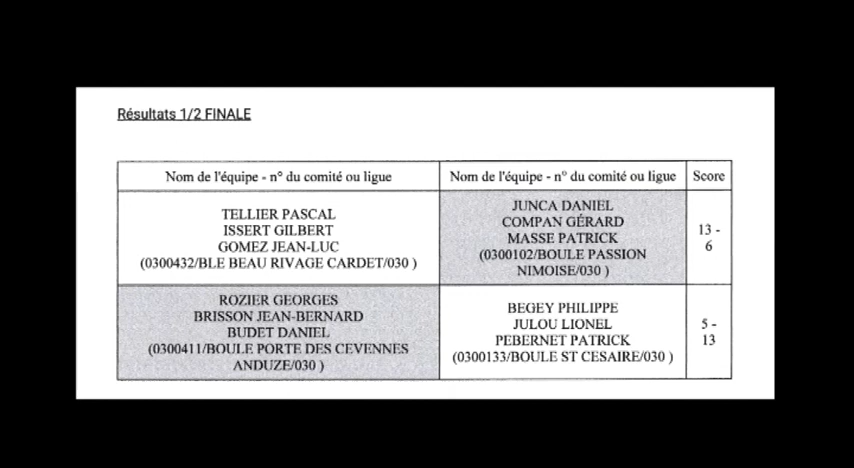 Résultats 1/2 FINALE
Nom de l'équipe - n° du comité ou ligue
Nom de l'équipe - n° du comité ou ligue
Score
TELLIER PASCAL
ISSERT GILBERT
GOMEZ JEAN-LUC
(0300432/BLE BEAU RIVAGE CARDET/030 )
JUNCA DANIEL
COMPAN GÉRARD
MASSE PATRICK
(0300102/BOULE PASSION
NIMOISE/030 )
13 -
6
ROZIER GEORGES
BRISSON JEAN-BERNARD
BUDET DANIEL
(0300411/BOULE PORTE DES CEVENNES
ANDUZE/030 )
BEGEY PHILIPPE
JULOU LIONEL
PEBERNET PATRICK
(0300133/BOULE ST CESAIRE/030 )
5 -
13